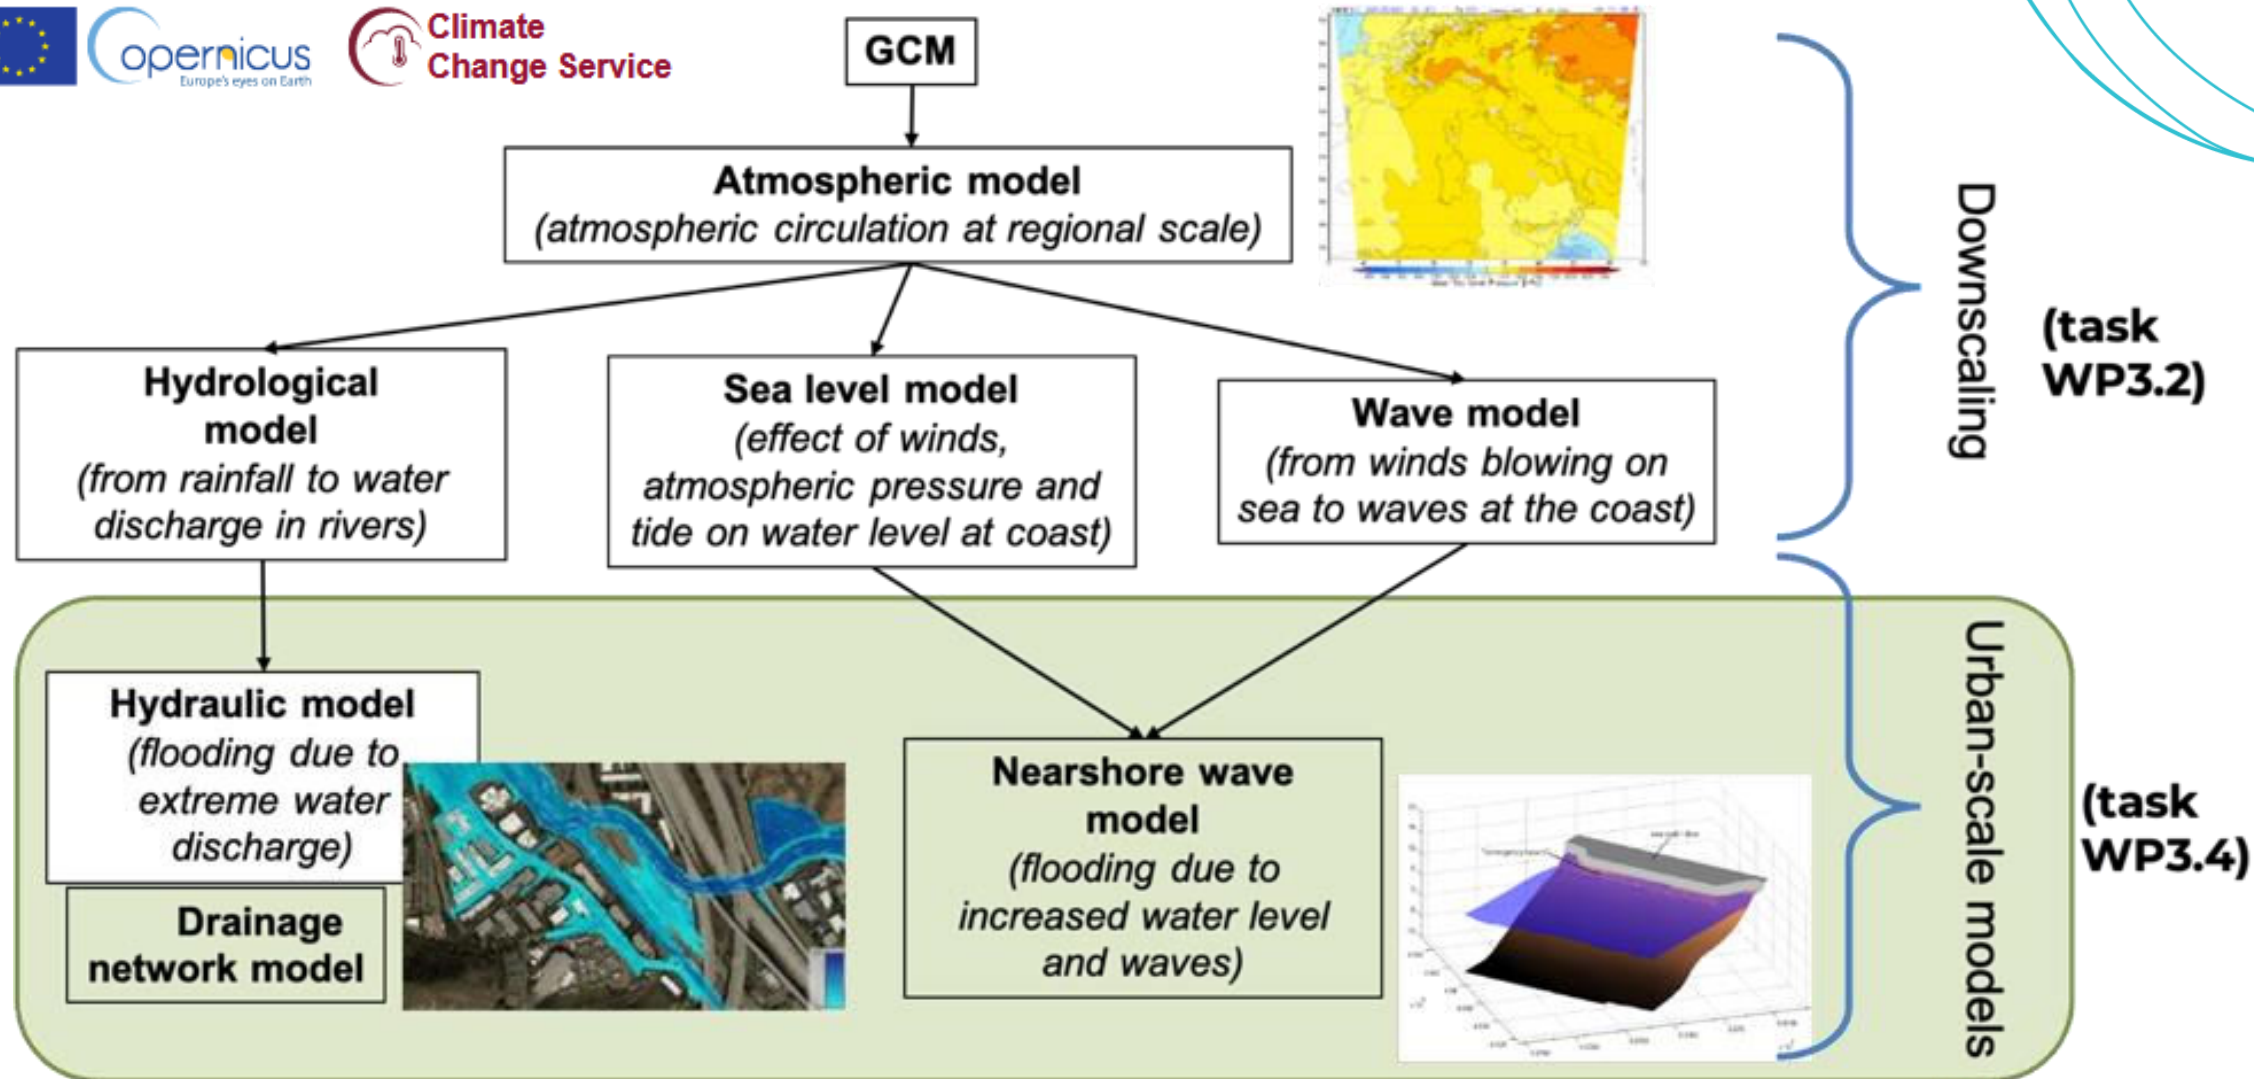 opernicus
Europe's eyes on Earth
Climate
Change Service
GCM
Atmospheric model
(atmospheric circulation at regional scale)
Hydrological
model
(from rainfall to water
discharge in rivers)
Sea level model
(effect of winds,
atmospheric pressure and
tide on water level at coast)
Wave model
(from winds blowing on
sea to waves at the coast)
Downscaling
(task
WP3.2)
Hydraulic model
(flooding due to
extreme water
discharge)
Drainage
network model
Nearshore wave
model
(flooding due to
increased water level
and waves)
Urban-scale models
(task
WP3.4)